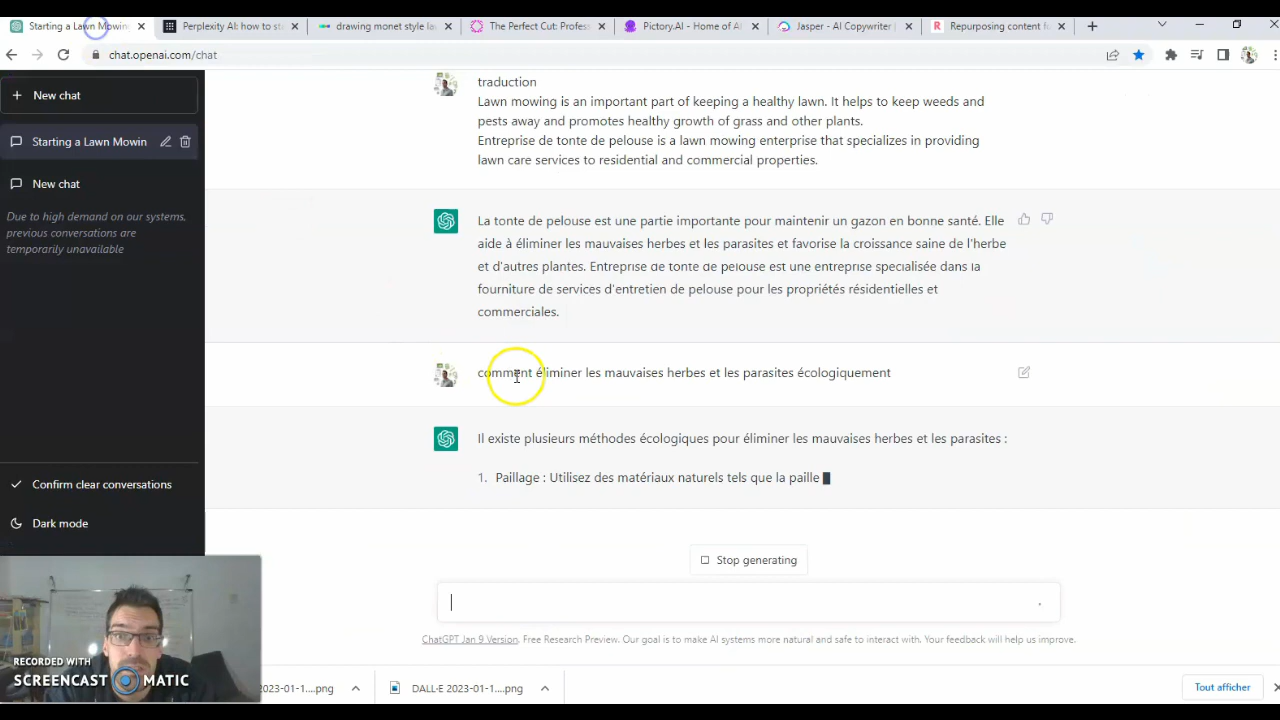 Starting a Lawn Mowing
Perplexity AI: how to sta
drawing monet style la
The Perfect Cut: Profess
Pictory.AI - Home of AI
Jasper - AI Copywriter |
Repurposing content fo
chat.openai.com/chat
New chat
Starting a Lawn Mowin
New chat
Due to high demand on our systems,
previous conversations are
temporarily unavailable
Confirm clear conversations
Dark mode
traduction
Lawn mowing is an important part of keeping a healthy lawn. It helps to keep weeds and
pests away and promotes healthy growth of grass and other plants.
Entreprise de tonte de pelouse is a lawn mowing enterprise that specializes in providing
lawn care services to residential and commercial properties.
La tonte de pelouse est une partie importante pour maintenir un gazon en bonne santé. Elle
aide à éliminer les mauvaises herbes et les parasites et favorise la croissance saine de l'herbe
et d'autres plantes. Entreprise de tonte de pelouse est une entreprise spécialisée dans la
fourniture de services d'entretien de pelouse pour les propriétés résidentielles et
commerciales.
comment éliminer les mauvaises herbes et les parasites écologiquement
Il existe plusieurs méthodes écologiques pour éliminer les mauvaises herbes et les parasites :
1. Paillage : Utilisez des matériaux naturels tels que la paille
Stop generating
ChatGPT Jan 9 Version. Free Research Preview. Our goal is to make AI systems more natural and safe to interact with. Your feedback will help us improve.
RECORDED WITH
SCREENCAST MATIC
2023-01-1....png
DALL·E 2023-01-1....png
Tout afficher